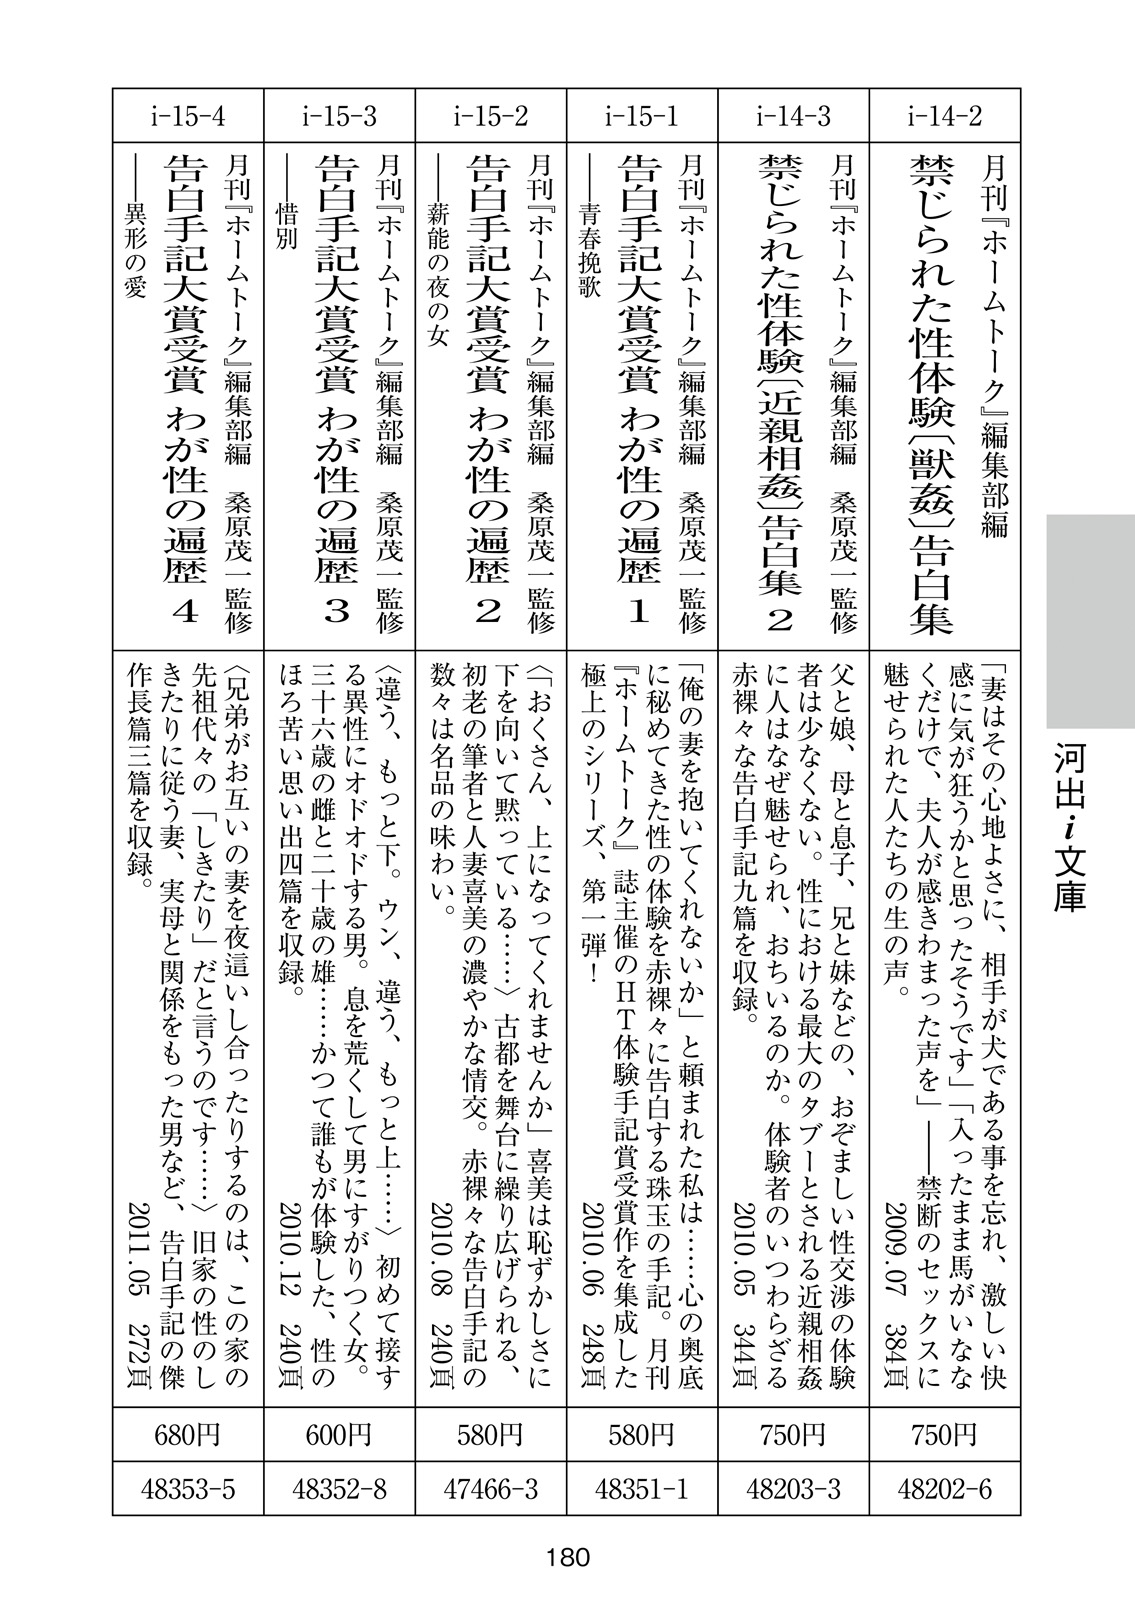 河出i文庫
i-14-2
月刊『ホームトーク』編集部編
禁じられた性体験〔獣姦〕告白集
「妻はその心地よさに、相手が犬である事を忘れ、激しい快
感に気が狂うかと思ったそうです」「入ったまま馬がいなな
くだけで、夫人が感きわまった声を」――禁断のセックスに
魅せられた人たちの生の声。
2009.07 384頁
750円
48202-6
i-14-3
月刊『ホームトーク』編集部編 桑原茂一監修
禁じられた性体験〔近親相姦〕告白集 2
父と娘、母と息子、兄と妹などの、おぞましい性交渉の体験
者は少なくない。性における最大のタブーとされる近親相姦
に人はなぜ魅せられ、おちいるのか。体験者のいつわらざる
赤裸々な告白手記九篇を収録。
2010.05 344頁
750円
48203-3
i-15-1
月刊『ホームトーク』編集部編 桑原茂一監修
告白手記大賞受賞 わが性の遍歴 1
――青春挽歌
「俺の妻を抱いてくれないか」と頼まれた私は……心の奥底
に秘めてきた性の体験を赤裸々に告白する珠玉の手記。月刊
『ホームトーク』誌主催のHT体験手記賞受賞作を集成した
極上のシリーズ、第一弾!
2010.06 248頁
580円
48351-1
i-15-2
月刊『ホームトーク』編集部編 桑原茂一監修
告白手記大賞受賞 わが性の遍歴 2
――薪能の夜の女
〈「おくさん、上になってくれませんか」喜美は恥ずかしさに
下を向いて黙っている……〉古都を舞台に繰り広げられる、
初老の筆者と人妻喜美の濃やかな情交。赤裸々な告白手記の
数々は名品の味わい。
2010.08 240頁
580円
47466-3
i-15-3
月刊『ホームトーク』編集部編 桑原茂一監修
告白手記大賞受賞 わが性の遍歴 3
――惜別
〈違う、もっと下。ウン、違う、もっと上……〉初めて接す
る異性にオドオドする男。息を荒くして男にすがりつく女。
三十六歳の雌と二十歳の雄……かつて誰もが体験した、性の
ほろ苦い思い出四篇を収録。
2010.12 240頁
600円
48352-8
i-15-4
月刊『ホームトーク』編集部編 桑原茂一監修
告白手記大賞受賞 わが性の遍歴 4
――異形の愛
〈兄弟がお互いの妻を夜這いし合ったりするのは、この家の
先祖代々の「しきたり」だと言うのです……〉旧家の性のし
きたりに従う妻、実母と関係をもった男など、告白手記の傑
作長篇三篇を収録。
2011.05 272頁
680円
48353-5
180